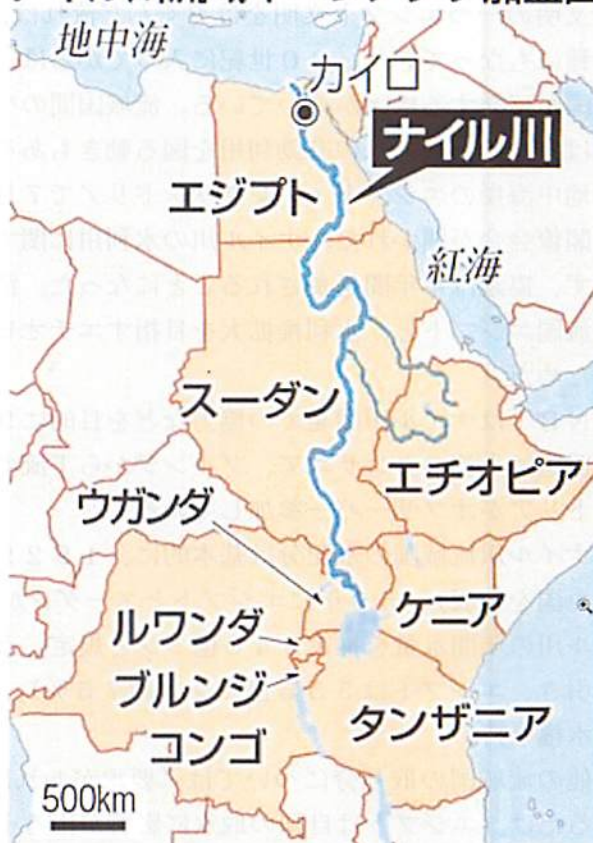 地中海
カイロ
ナイル川
エジプト
紅海
スーダン
エチオピア
ウガンダ
ケニア
ルワンダ
ブルンジ
コンゴ
タンザニア
500km